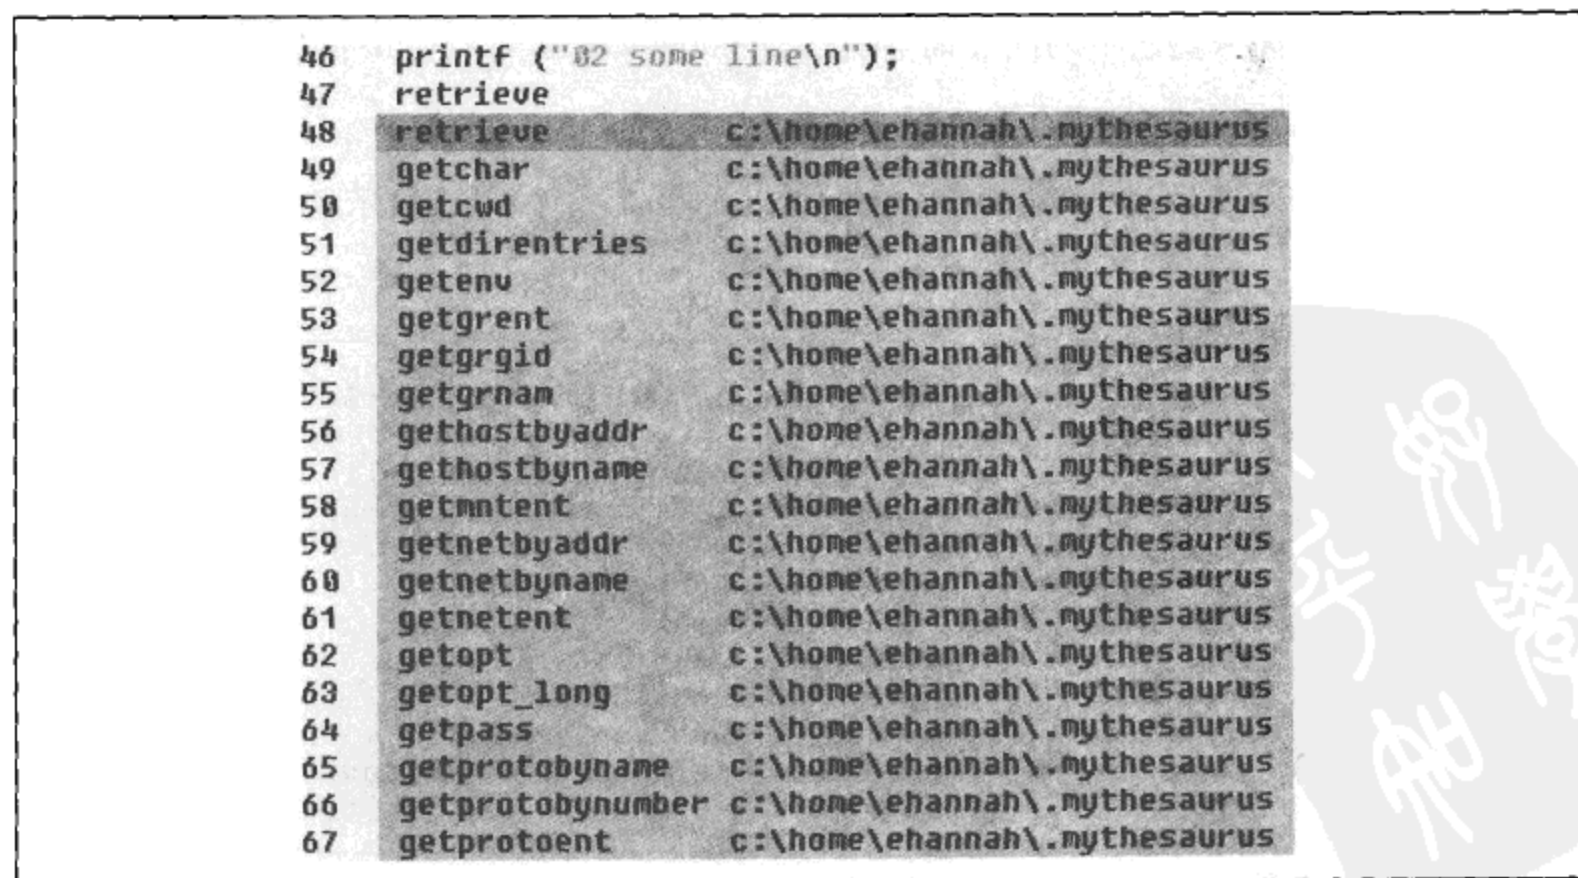 46 printf ("02 some line\n");
47 retrieve
48 retrieve c:\home\ehannah\.mythesaurus
49 getchar c:\home\ehannah\.mythesaurus
50 getcwd c:\home\ehannah\.mythesaurus
51 getdirentries c:\home\ehannah\.mythesaurus
52 getenv c:\home\ehannah\.mythesaurus
53 getgrent c:\home\ehannah\.mythesaurus
54 getgrgid c:\home\ehannah\.mythesaurus
55 getgrnam c:\home\ehannah\.mythesaurus
56 gethostbyaddr c:\home\ehannah\.mythesaurus
57 gethostbyname c:\home\ehannah\.mythesaurus
58 getmntent c:\home\ehannah\.mythesaurus
59 getnetbyaddr c:\home\ehannah\.mythesaurus
60 getnetbyname c:\home\ehannah\.mythesaurus
61 getnetent c:\home\ehannah\.mythesaurus
62 getopt c:\home\ehannah\.mythesaurus
63 getopt_long c:\home\ehannah\.mythesaurus
64 getpass c:\home\ehannah\.mythesaurus
65 getprotobyname c:\home\ehannah\.mythesaurus
66 getprotobynumber c:\home\ehannah\.mythesaurus
67 getprotoent c:\home\ehannah\.mythesaurus